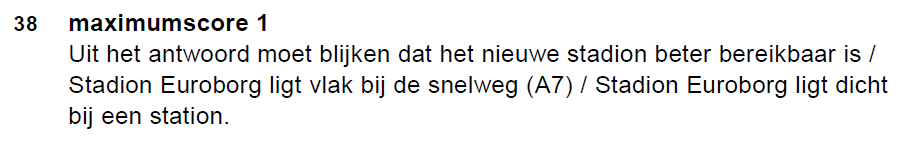 38 maximumscore 1
Uit het antwoord moet blijken dat het nieuwe stadion beter bereikbaar is /
Stadion Euroborg ligt vlak bij de snelweg (A7) / Stadion Euroborg ligt dicht
bij een station.